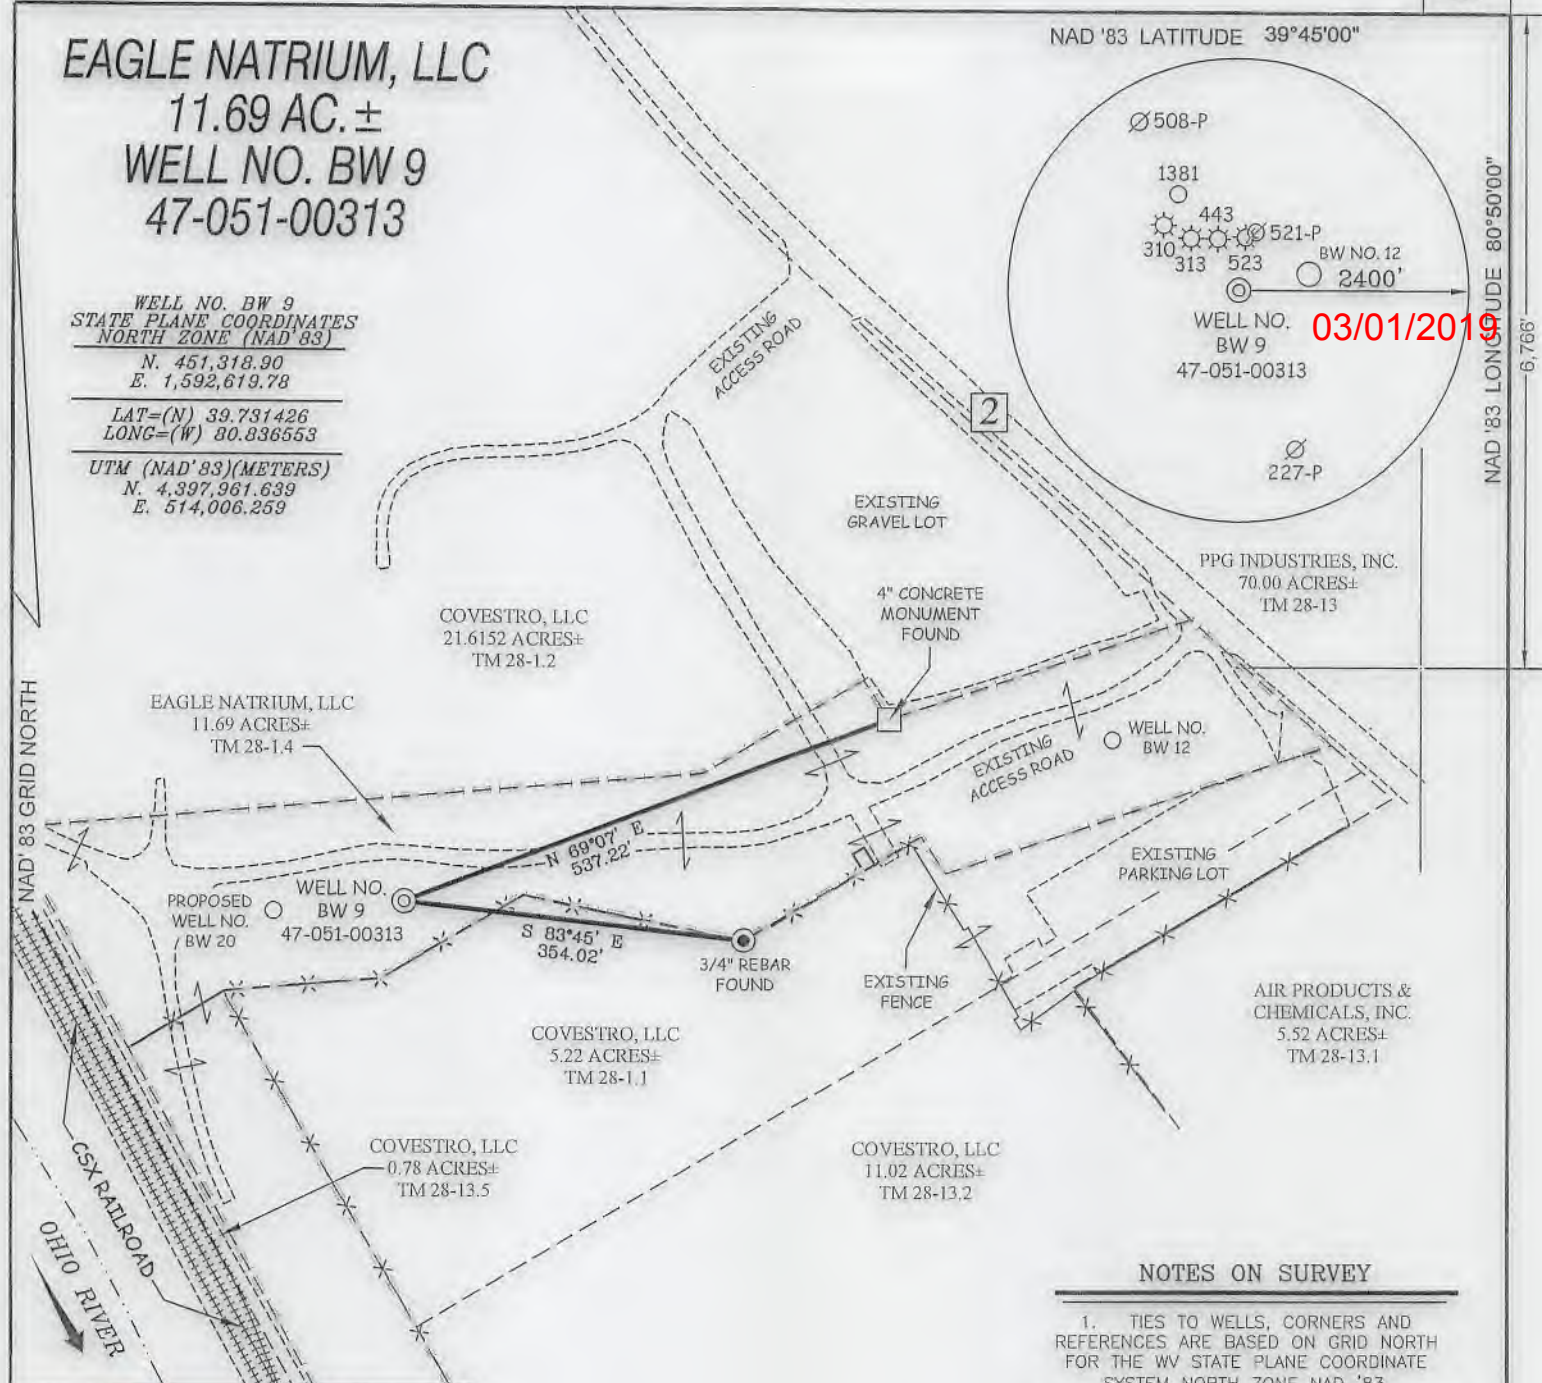 EAGLE NATRIUM, LLC
11.69 AC.±
WELL NO. BW 9
47-051-00313
WELL NO. BW 9
STATE PLANE COORDINATES
NORTH ZONE (NAD'83)
N. 451,318.90
E. 1,592,619.78
LAT=(N) 39.731426
LONG=(W) 80.836553
UTM (NAD'83)(METERS)
N. 4,397,961.639
E. 514,006.259
NAD '83 LATITUDE 39°45'00"
508-P
1381
443
521-P
310
313
523
BW NO. 12
2400'
WELL NO.
BW 9
47-051-00313
227-P
03/01/2019
NAD '83 LONGITUDE 80°50'00"
6,766'
EXISTING
ACCESS ROAD
2
EXISTING
GRAVEL LOT
4" CONCRETE
MONUMENT
FOUND
PPG INDUSTRIES, INC.
70.00 ACRES±
TM 28-13
COVESTRO, LLC
21.6152 ACRES±
TM 28-1.2
EAGLE NATRIUM, LLC
11.69 ACRES±
TM 28-1.4
NAD' 83 GRID NORTH
WELL NO.
BW 12
EXISTING
ACCESS ROAD
N 69°07' E
537.22'
EXISTING
PARKING LOT
PROPOSED
WELL NO.
BW 20
WELL NO.
BW 9
47-051-00313
S 83°45' E
354.02'
3/4" REBAR
FOUND
EXISTING
FENCE
AIR PRODUCTS &
CHEMICALS, INC.
5.52 ACRES±
TM 28-13.1
COVESTRO, LLC
5.22 ACRES±
TM 28-1.1
COVESTRO, LLC
0.78 ACRES±
TM 28-13.5
COVESTRO, LLC
11.02 ACRES±
TM 28-13.2
CSX RAILROAD
OHIO RIVER
NOTES ON SURVEY
1. TIES TO WELLS, CORNERS AND
REFERENCES ARE BASED ON GRID NORTH
FOR THE WV STATE PLANE COORDINATE
SYSTEM NORTH ZONE NAD '83